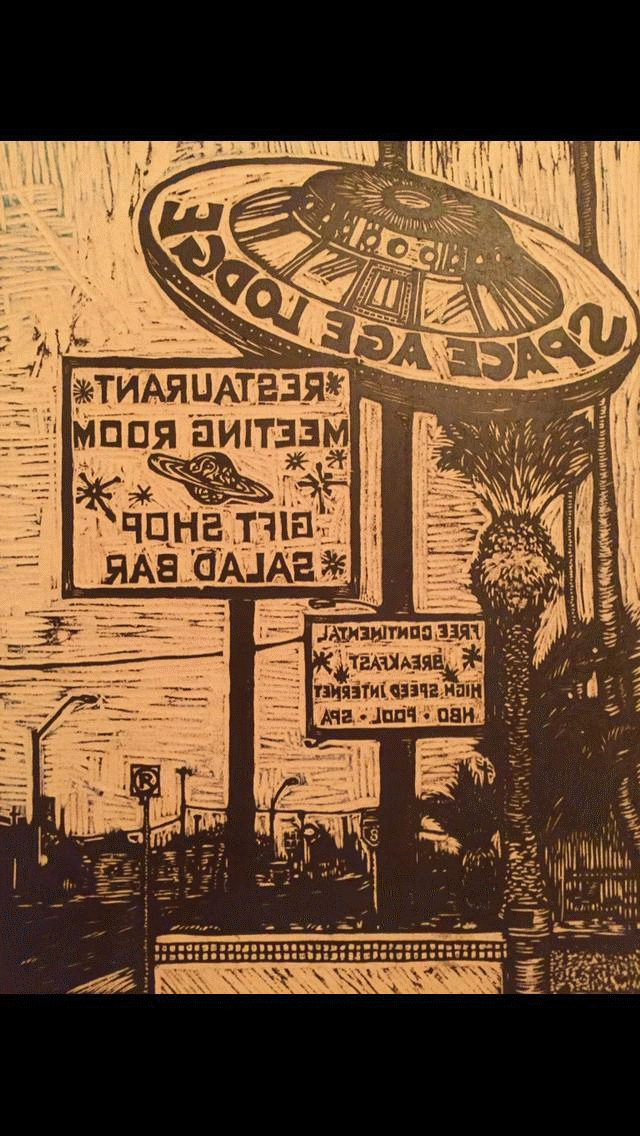 SPACE AGE LODGE
RESTAURANT
MEETING ROOM
GIFT SHOP
SALAD BAR
FREE CONTINENTAL
BREAKFAST
HIGH SPEED INTERNET
HBO • POOL • SPA
R
8